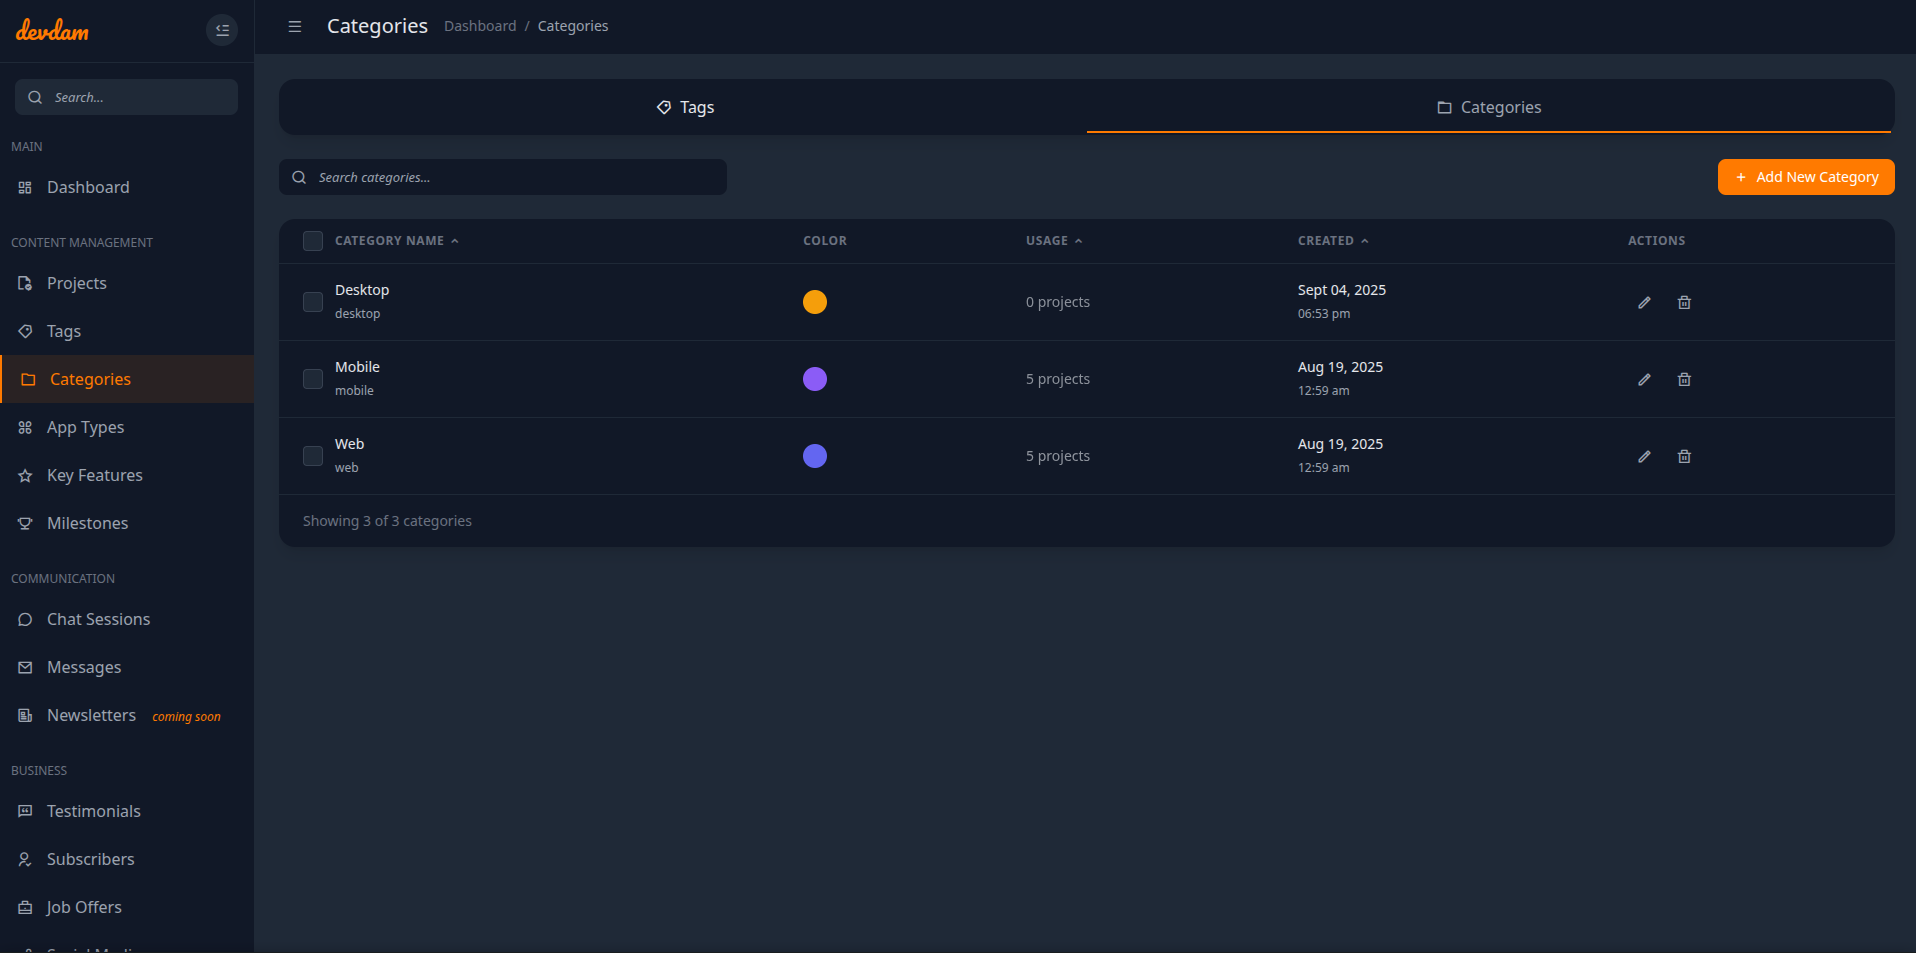 devdam
Search...
MAIN
Dashboard
CONTENT MANAGEMENT
Projects
Tags
Categories
App Types
Key Features
Milestones
COMMUNICATION
Chat Sessions
Messages
Newsletters coming soon
BUSINESS
Testimonials
Subscribers
Job Offers
Categories Dashboard / Categories
Tags Categories
Search categories...
+ Add New Category
CATEGORY NAME COLOR USAGE CREATED ACTIONS
Desktop
desktop
0 projects
Sept 04, 2025
06:53 pm
Mobile
mobile
5 projects
Aug 19, 2025
12:59 am
Web
web
5 projects
Aug 19, 2025
12:59 am
Showing 3 of 3 categories